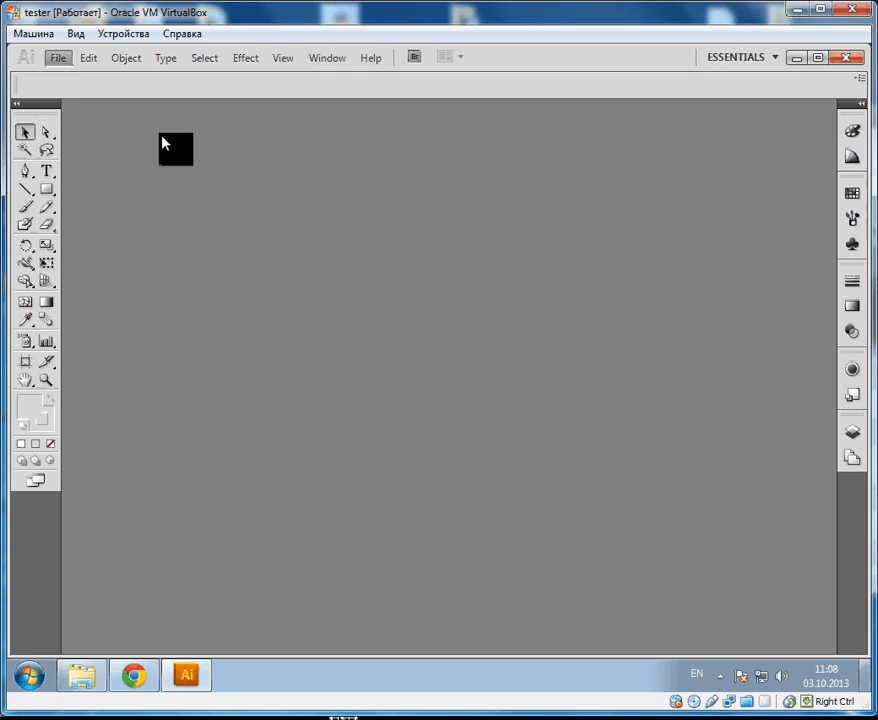 tester [Работает] - Oracle VM VirtualBox
Машина Вид Устройства Справка
Ai File Edit Object Type Select Effect View Window Help Br ESSENTIALS
T
Ai EN 11:08
03.10.2013
Right Ctrl